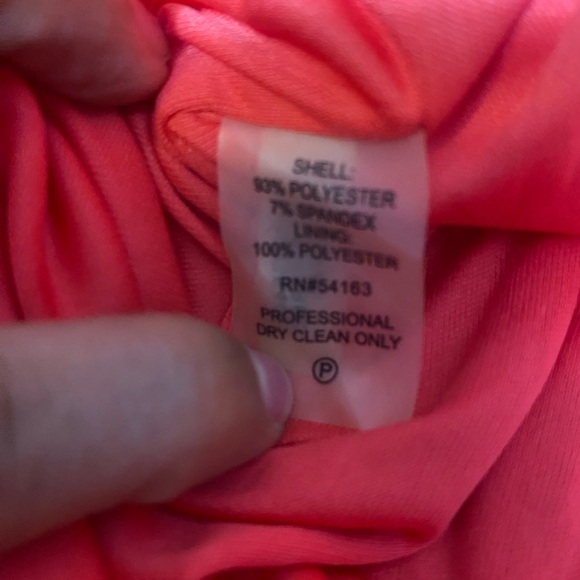 SHELL:
93% POLYESTER
7% SPANDEX
LINING:
100% POLYESTER
RN#54163
PROFESSIONAL
DRY CLEAN ONLY
P